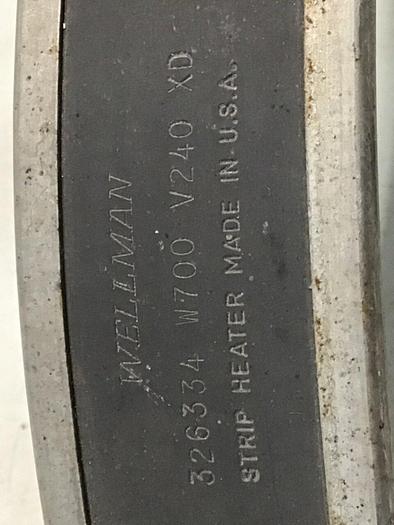 WELLMAN
326334 W700 V240 XD
STRIP HEATER MADE IN U.S.A.